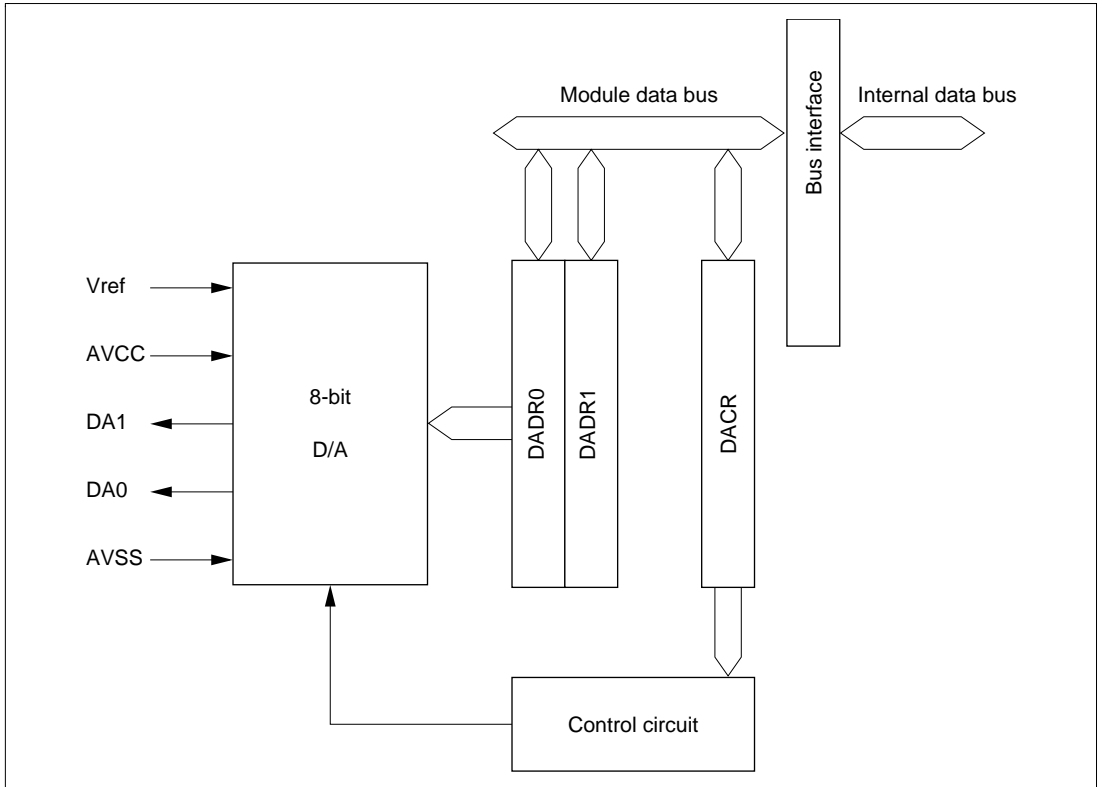 Module data bus
Internal data bus
Bus interface
Vref
AVCC
DA1
DA0
AVSS
8-bit
D/A
DADR0
DADR1
DACR
Control circuit